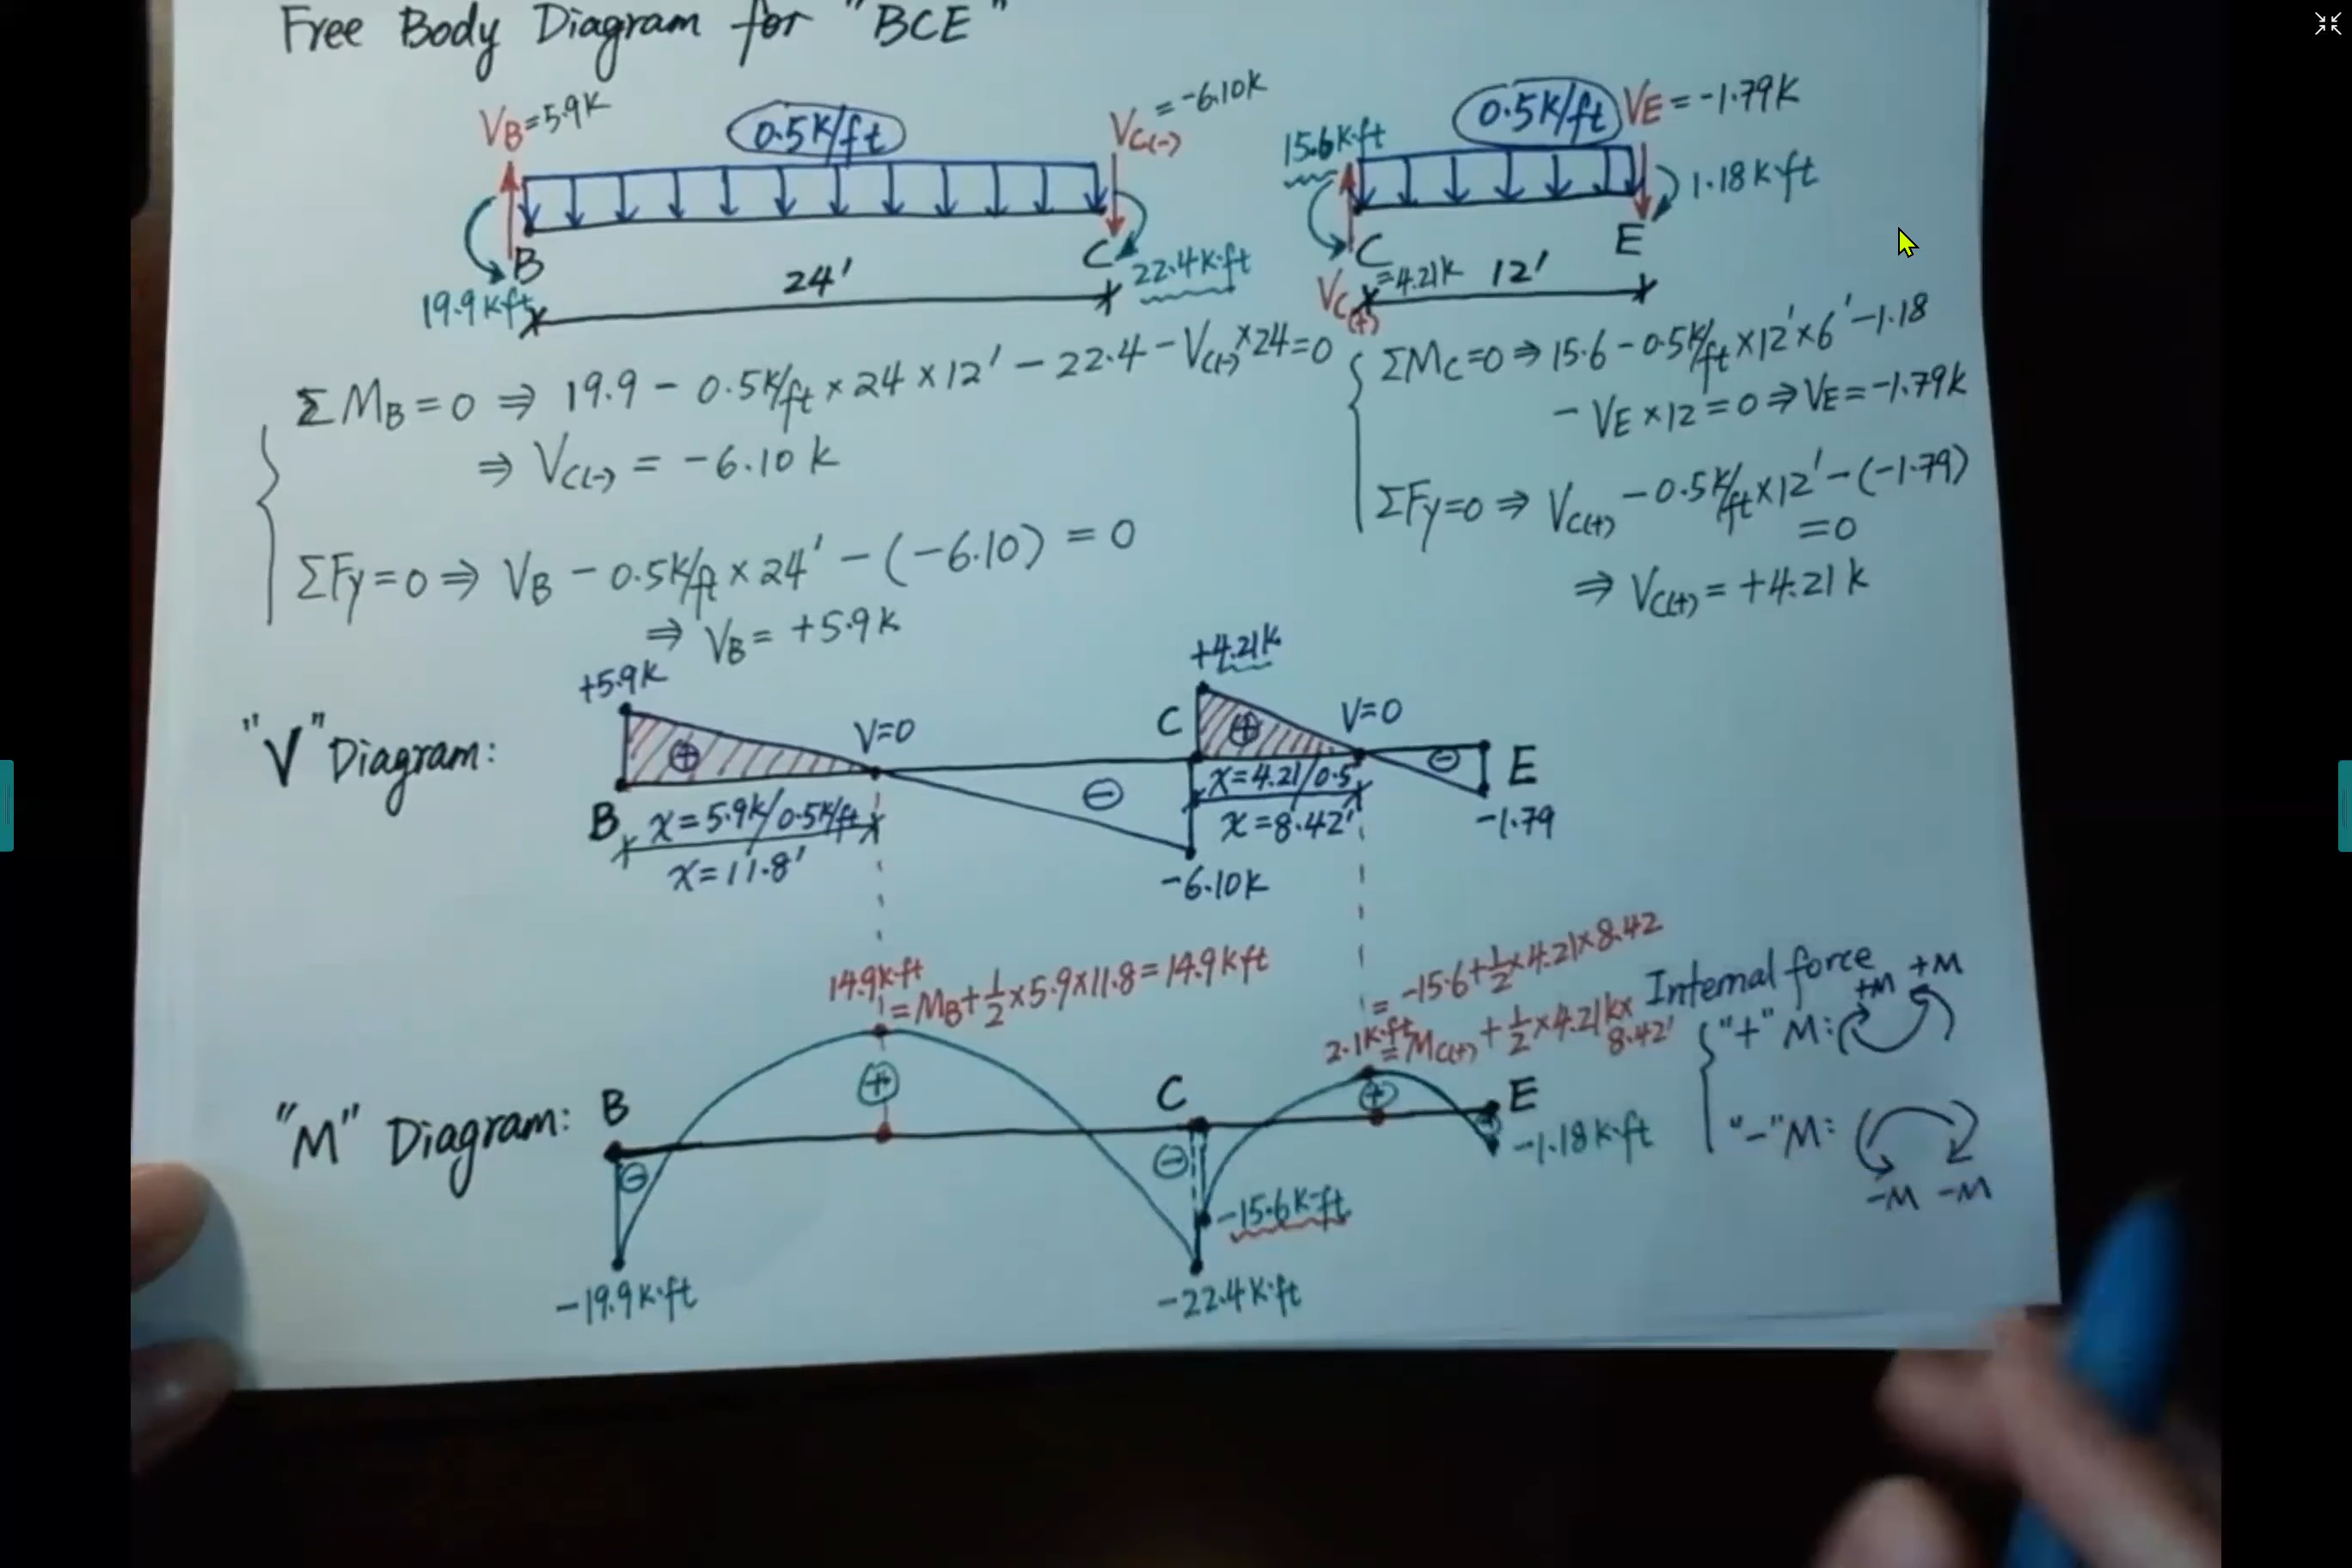 Free Body Diagram for "BCE"
VB=5.9K
0.5K/ft
VC(-) = -6.10K
19.9 K·ft
B
24'
C
22.4 K·ft
15.6 K·ft
0.5K/ft
VE = -1.79K
1.18 K·ft
C
E
VC(+) =4.21K
12'
ΣMB=0 ⇒ 19.9 - 0.5K/ft × 24 × 12' - 22.4 - VC(-) × 24=0
⇒ VC(-) = -6.10 K
ΣFy=0 ⇒ VB - 0.5K/ft × 24' - (-6.10) = 0
⇒ VB = +5.9K
ΣMC=0 ⇒ 15.6 - 0.5K/ft × 12' × 6' - 1.18
- VE × 12 = 0 ⇒ VE = -1.79K
ΣFy=0 ⇒ VC(+) - 0.5K/ft × 12' - (-1.79)
=0
⇒ VC(+) = +4.21 K
"V" Diagram:
+5.9K
+
V=0
B
x = 5.9K/0.5K/ft
x = 11.8'
-
C
+4.21K
+
V=0
x = 4.21/0.5
x = 8.42'
-6.10K
-
E
-1.79
"M" Diagram:
14.9K·ft
= MB + 1/2 × 5.9 × 11.8 = 14.9 K ft
= -15.6 + 1/2 × 4.21 × 8.42
2.1 K·ft = MC(+) + 1/2 × 4.21K × 8.42'
B
-
+
C
-
+
E
-19.9 K·ft
-15.6 K·ft
-22.4 K·ft
-1.18 K·ft
Internal force
"+" M: +M +M
"-" M:
-M -M